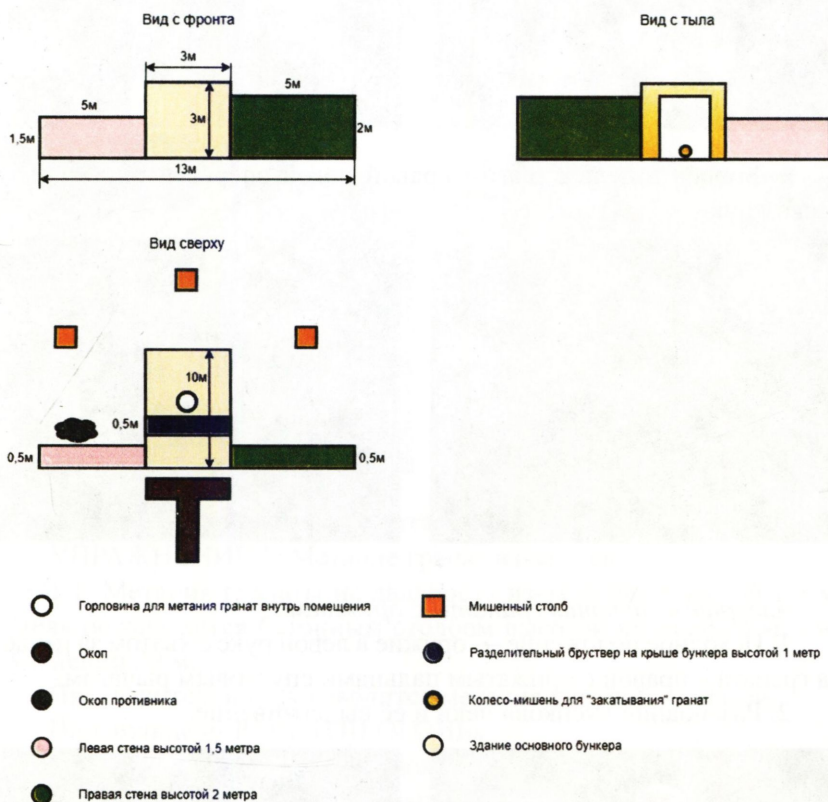 Вид с фронта
Вид с тыла
3м
5м
5м
3м
1,5м
2м
13м
Вид сверху
10м
0,5м
0,5м
0,5м
Горловина для метания гранат внутрь помещения
Мишенный столб
Окоп
Разделительный бруствер на крыше бункера высотой 1 метр
Окоп противника
Колесо-мишень для "закатывания" гранат
Левая стена высотой 1,5 метра
Здание основного бункера
Правая стена высотой 2 метра